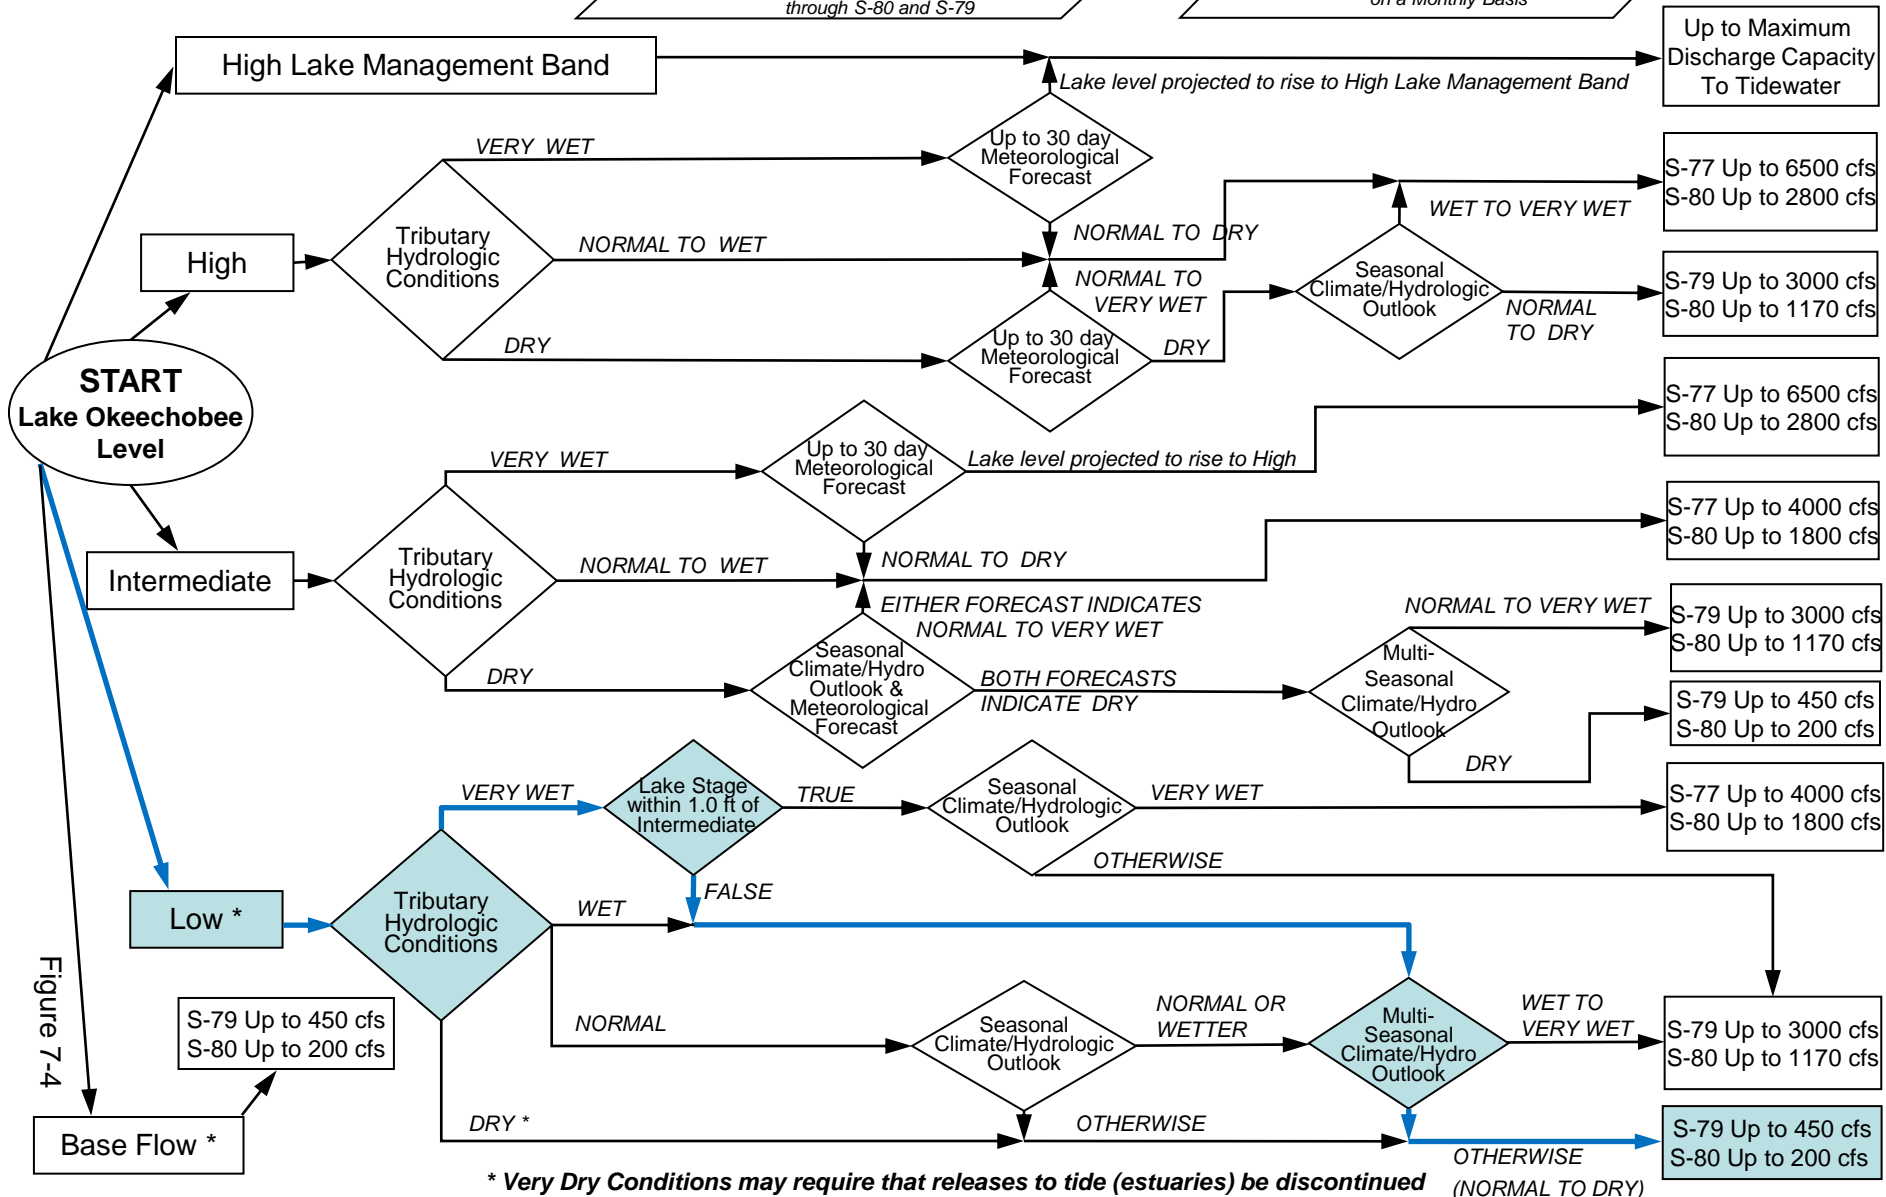 through S-80 and S-79
on a Monthly Basis
High Lake Management Band
Lake level projected to rise to High Lake Management Band
Up to Maximum
Discharge Capacity
To Tidewater
VERY WET
Up to 30 day
Meteorological
Forecast
S-77 Up to 6500 cfs
S-80 Up to 2800 cfs
WET TO VERY WET
High
Tributary
Hydrologic
Conditions
NORMAL TO WET
NORMAL TO DRY
NORMAL TO
VERY WET
Seasonal
Climate/Hydrologic
Outlook
NORMAL
TO DRY
S-79 Up to 3000 cfs
S-80 Up to 1170 cfs
DRY
Up to 30 day
Meteorological
Forecast
DRY
START
Lake Okeechobee
Level
S-77 Up to 6500 cfs
S-80 Up to 2800 cfs
VERY WET
Up to 30 day
Meteorological
Forecast
Lake level projected to rise to High
S-77 Up to 4000 cfs
S-80 Up to 1800 cfs
Intermediate
Tributary
Hydrologic
Conditions
NORMAL TO WET
NORMAL TO DRY
EITHER FORECAST INDICATES
NORMAL TO VERY WET
NORMAL TO VERY WET
S-79 Up to 3000 cfs
S-80 Up to 1170 cfs
DRY
Seasonal
Climate/Hydro
Outlook &
Meteorological
Forecast
BOTH FORECASTS
INDICATE DRY
Multi-
Seasonal
Climate/Hydro
Outlook
DRY
S-79 Up to 450 cfs
S-80 Up to 200 cfs
VERY WET
Lake Stage
within 1.0 ft of
Intermediate
TRUE
Seasonal
Climate/Hydrologic
Outlook
VERY WET
S-77 Up to 4000 cfs
S-80 Up to 1800 cfs
OTHERWISE
FALSE
Low *
Tributary
Hydrologic
Conditions
WET
NORMAL
Seasonal
Climate/Hydrologic
Outlook
NORMAL OR
WETTER
Multi-
Seasonal
Climate/Hydro
Outlook
WET TO
VERY WET
S-79 Up to 3000 cfs
S-80 Up to 1170 cfs
Figure 7-4
S-79 Up to 450 cfs
S-80 Up to 200 cfs
Base Flow *
DRY *
OTHERWISE
OTHERWISE
(NORMAL TO DRY)
S-79 Up to 450 cfs
S-80 Up to 200 cfs
* Very Dry Conditions may require that releases to tide (estuaries) be discontinued